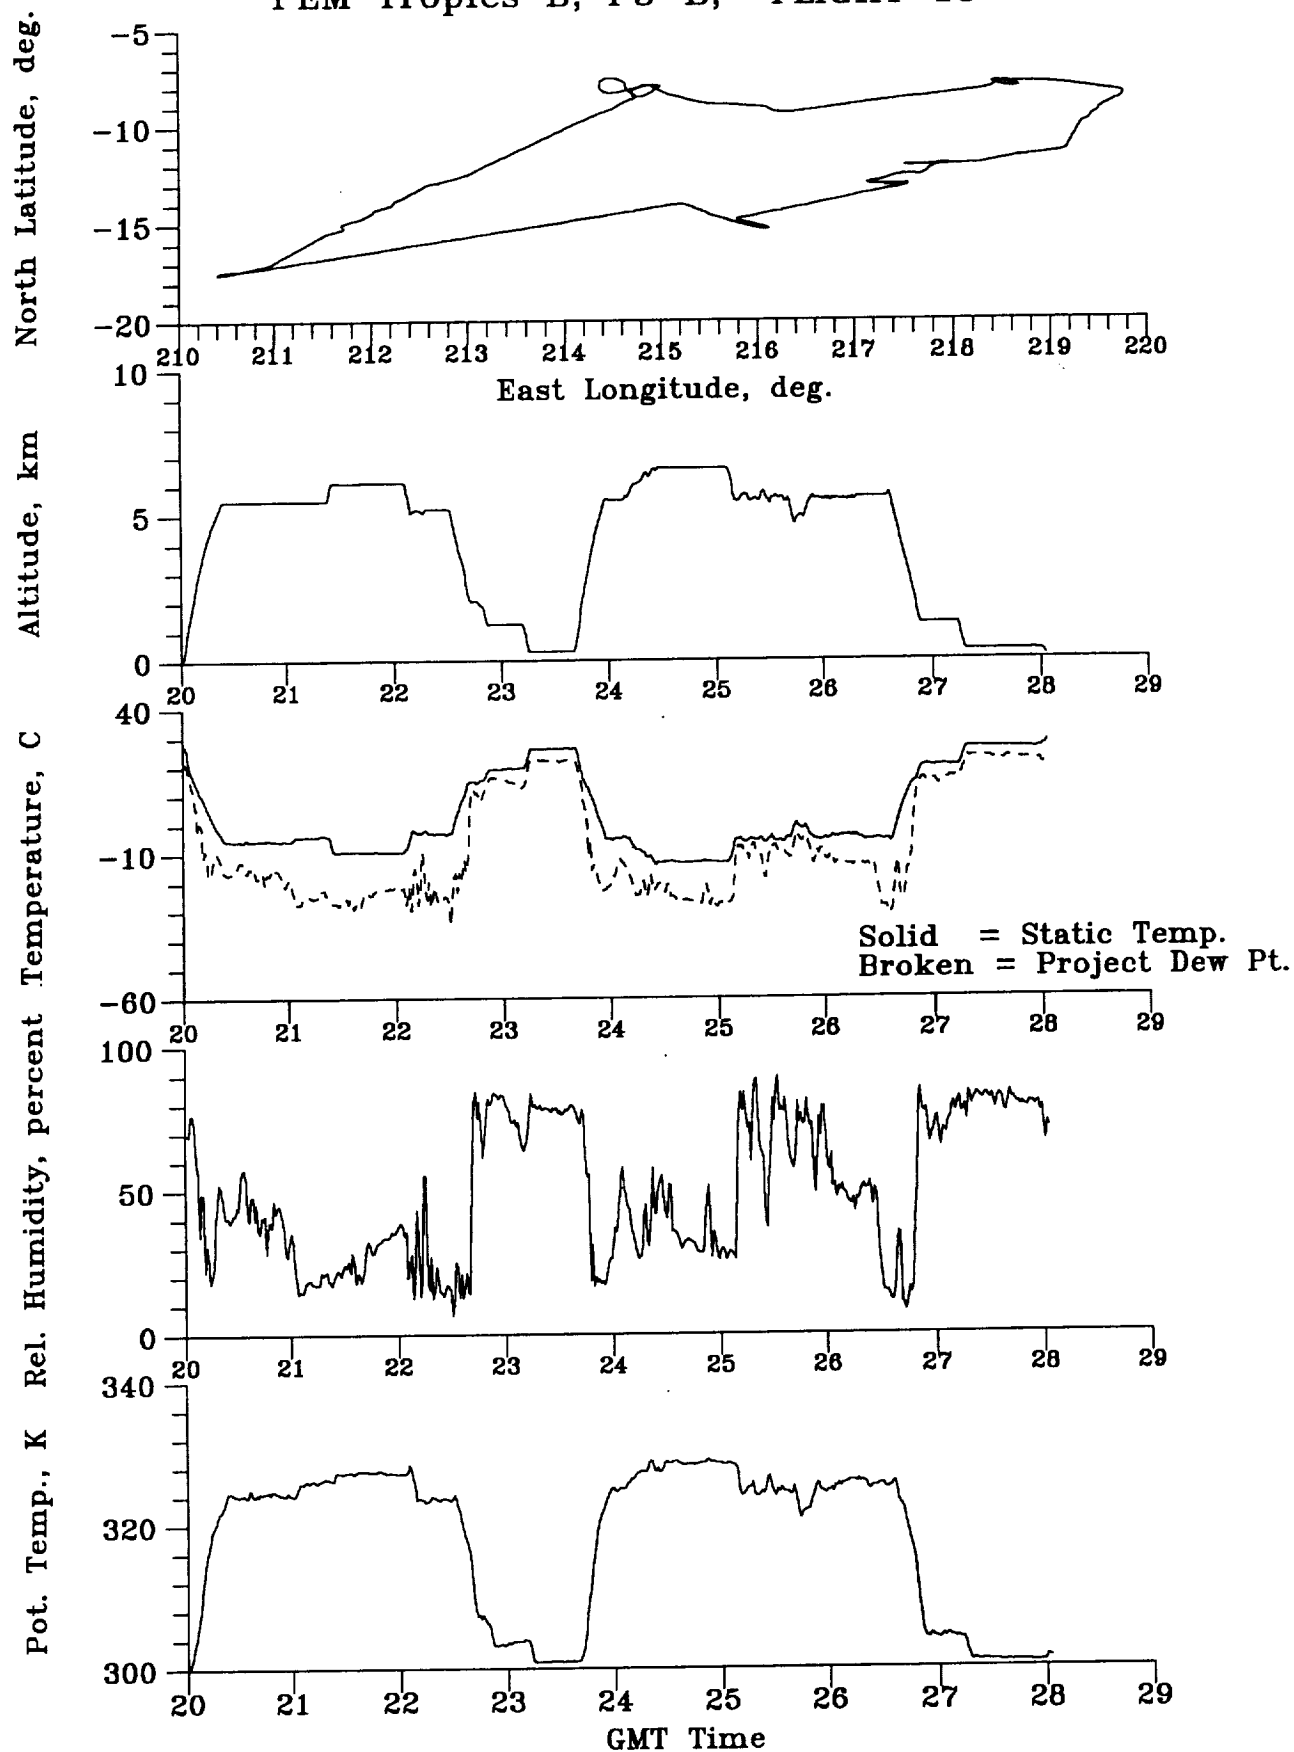 PEM Tropics B, P3-B, FLIGHT
North Latitude, deg.
-5
-10
-15
-20
210 211 212 213 214 215 216 217 218 219 220
East Longitude, deg.
Altitude, km
10
5
0
20 21 22 23 24 25 26 27 28 29
Temperature, C
40
-10
-60
Solid = Static Temp.
Broken = Project Dew Pt.
20 21 22 23 24 25 26 27 28 29
Rel. Humidity, percent
100
50
0
20 21 22 23 24 25 26 27 28 29
Pot. Temp., K
340
320
300
20 21 22 23 24 25 26 27 28 29
GMT Time